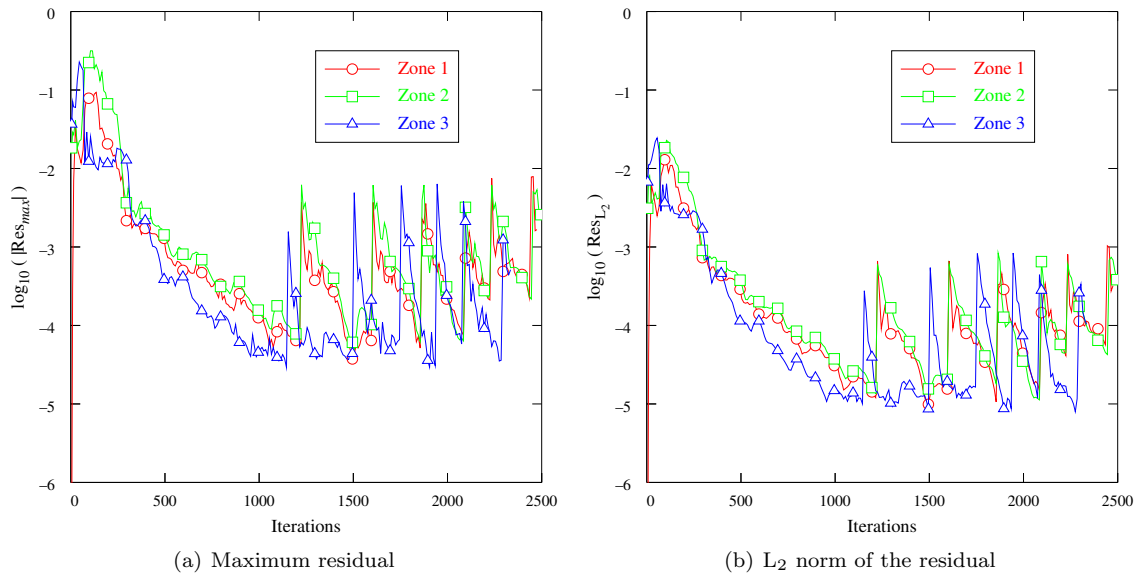 0
−1
−2
−3
−4
−5
−6
log10 ( |Resmax| )
0
500
1000
1500
2000
2500
Iterations
Zone 1
Zone 2
Zone 3
(a) Maximum residual
0
−1
−2
−3
−4
−5
−6
log10 ( ResL2 )
0
500
1000
1500
2000
2500
Iterations
Zone 1
Zone 2
Zone 3
(b) L2 norm of the residual